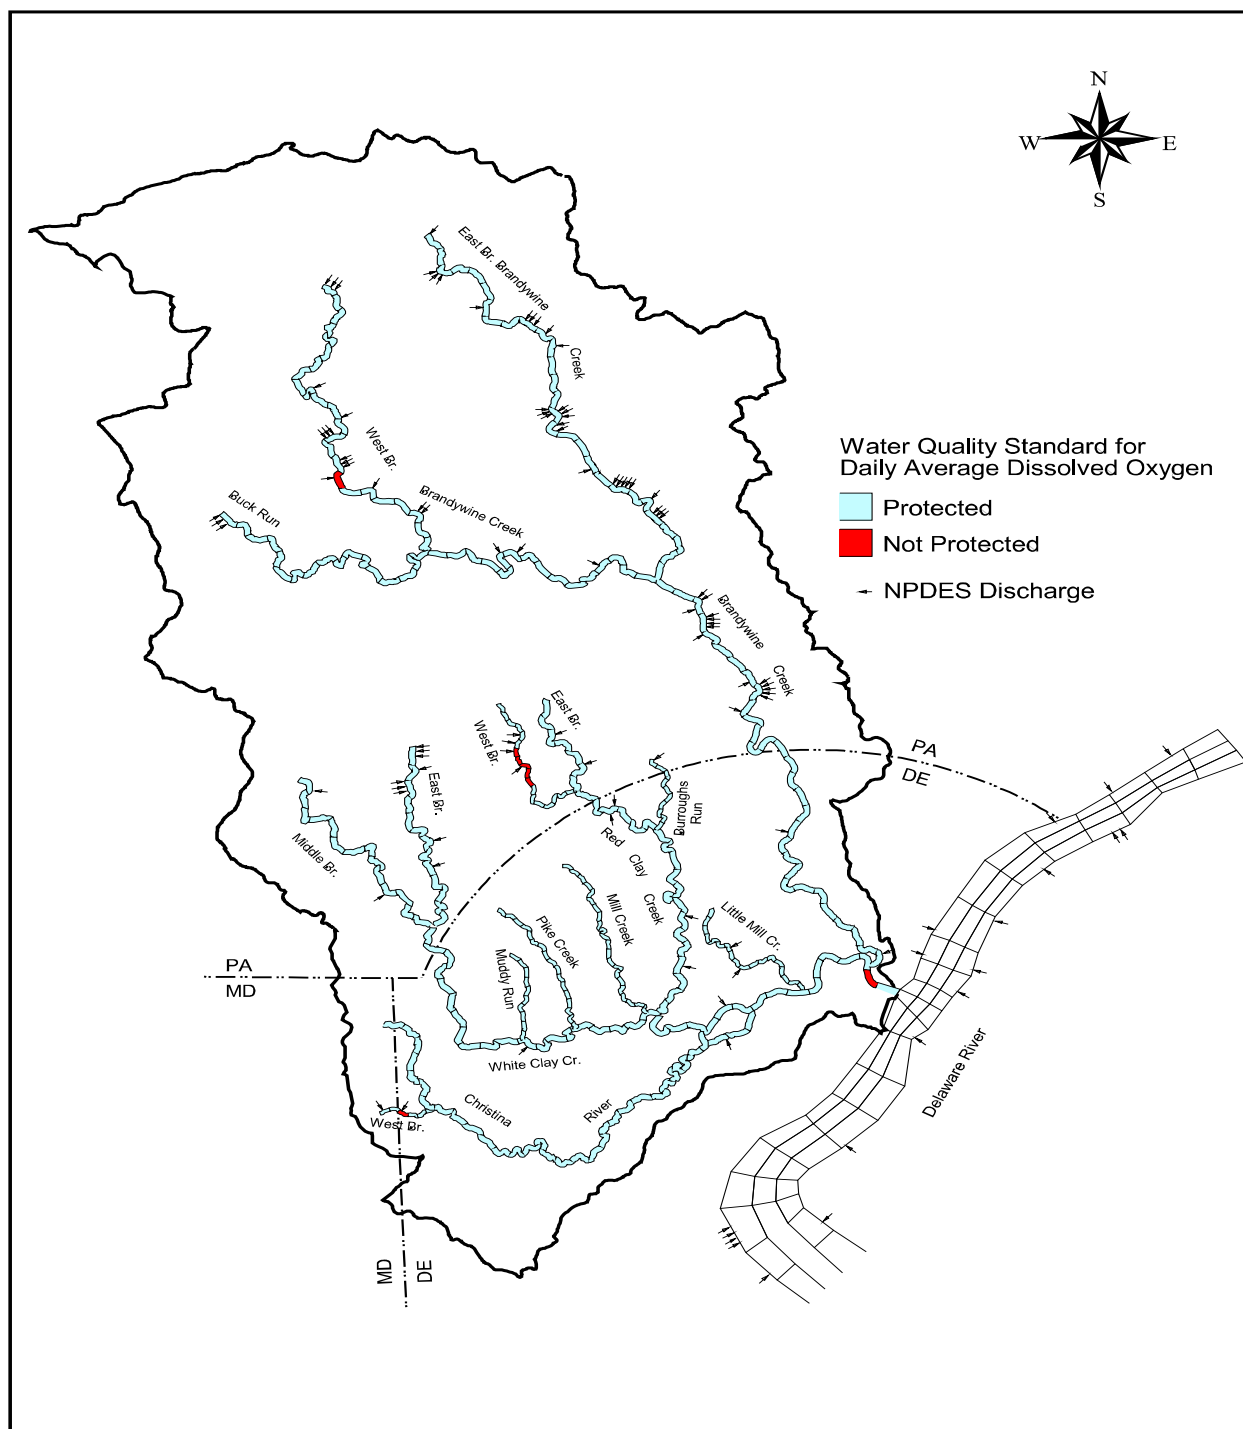 N
W
E
S
East Br. Brandywine
Creek
West Br.
Water Quality Standard for
Daily Average Dissolved Oxygen
Protected
Not Protected
NPDES Discharge
Buck Run
Brandywine Creek
Brandywine
Creek
West Br.
East Br.
PA
DE
East Br.
Burroughs
Run
Middle Br.
Red
Clay
Creek
Mill Creek
Pike Creek
Muddy Run
Little Mill Cr.
PA
MD
White Clay Cr.
Christina
River
West Br.
Delaware River
MD
DE